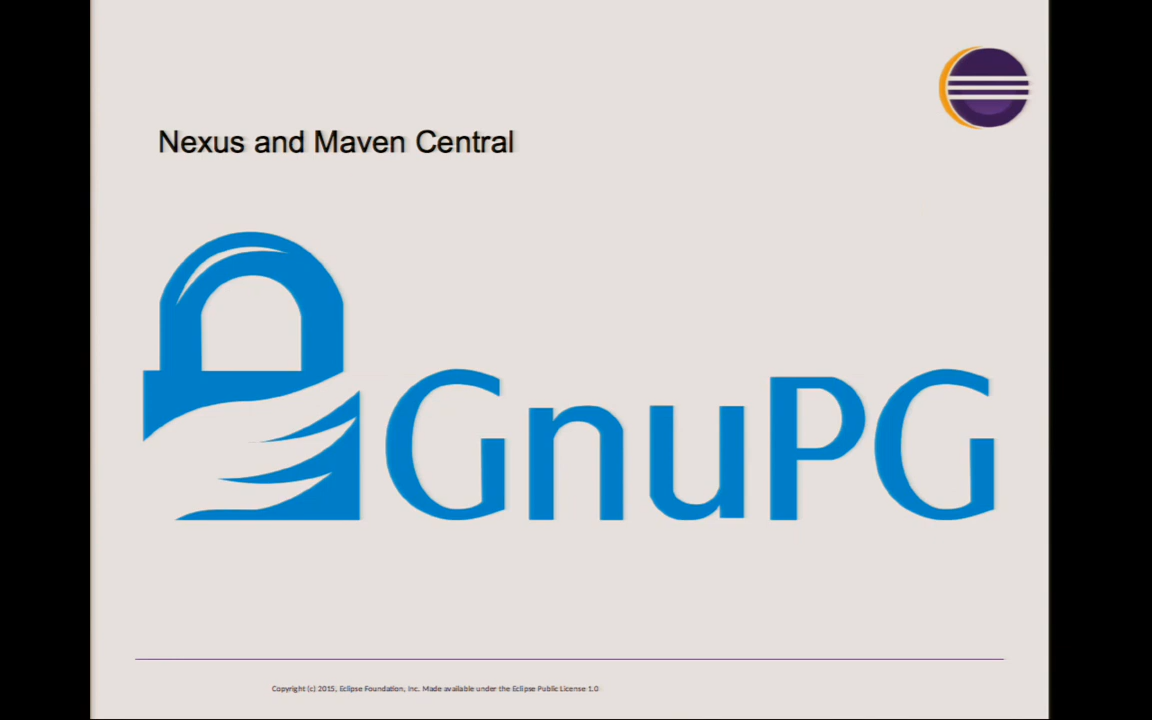 Nexus and Maven Central
GnuPG
Copyright (c) 2015, Eclipse Foundation, Inc. Made available under the Eclipse Public License 1.0